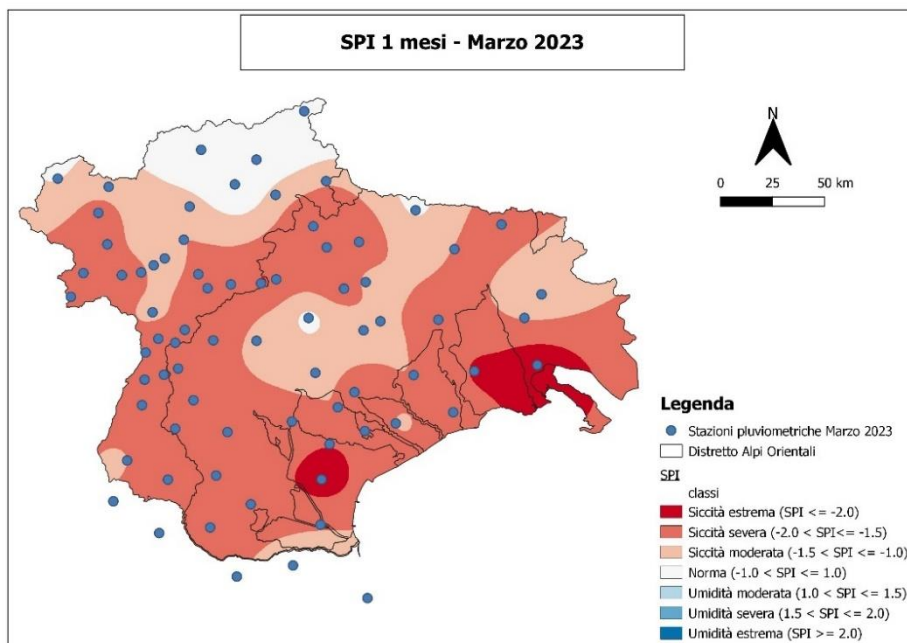 SPI 1 mesi - Marzo 2023
N
0 25 50 km
Legenda
Stazioni pluviometriche Marzo 2023
Distretto Alpi Orientali
SPI
classi
Siccità estrema (SPI <= -2.0)
Siccità severa (-2.0 < SPI<= -1.5)
Siccità moderata (-1.5 < SPI <= -1.0)
Norma (-1.0 < SPI <= 1.0)
Umidità moderata (1.0 < SPI <= 1.5)
Umidità severa (1.5 < SPI <= 2.0)
Umidità estrema (SPI >= 2.0)